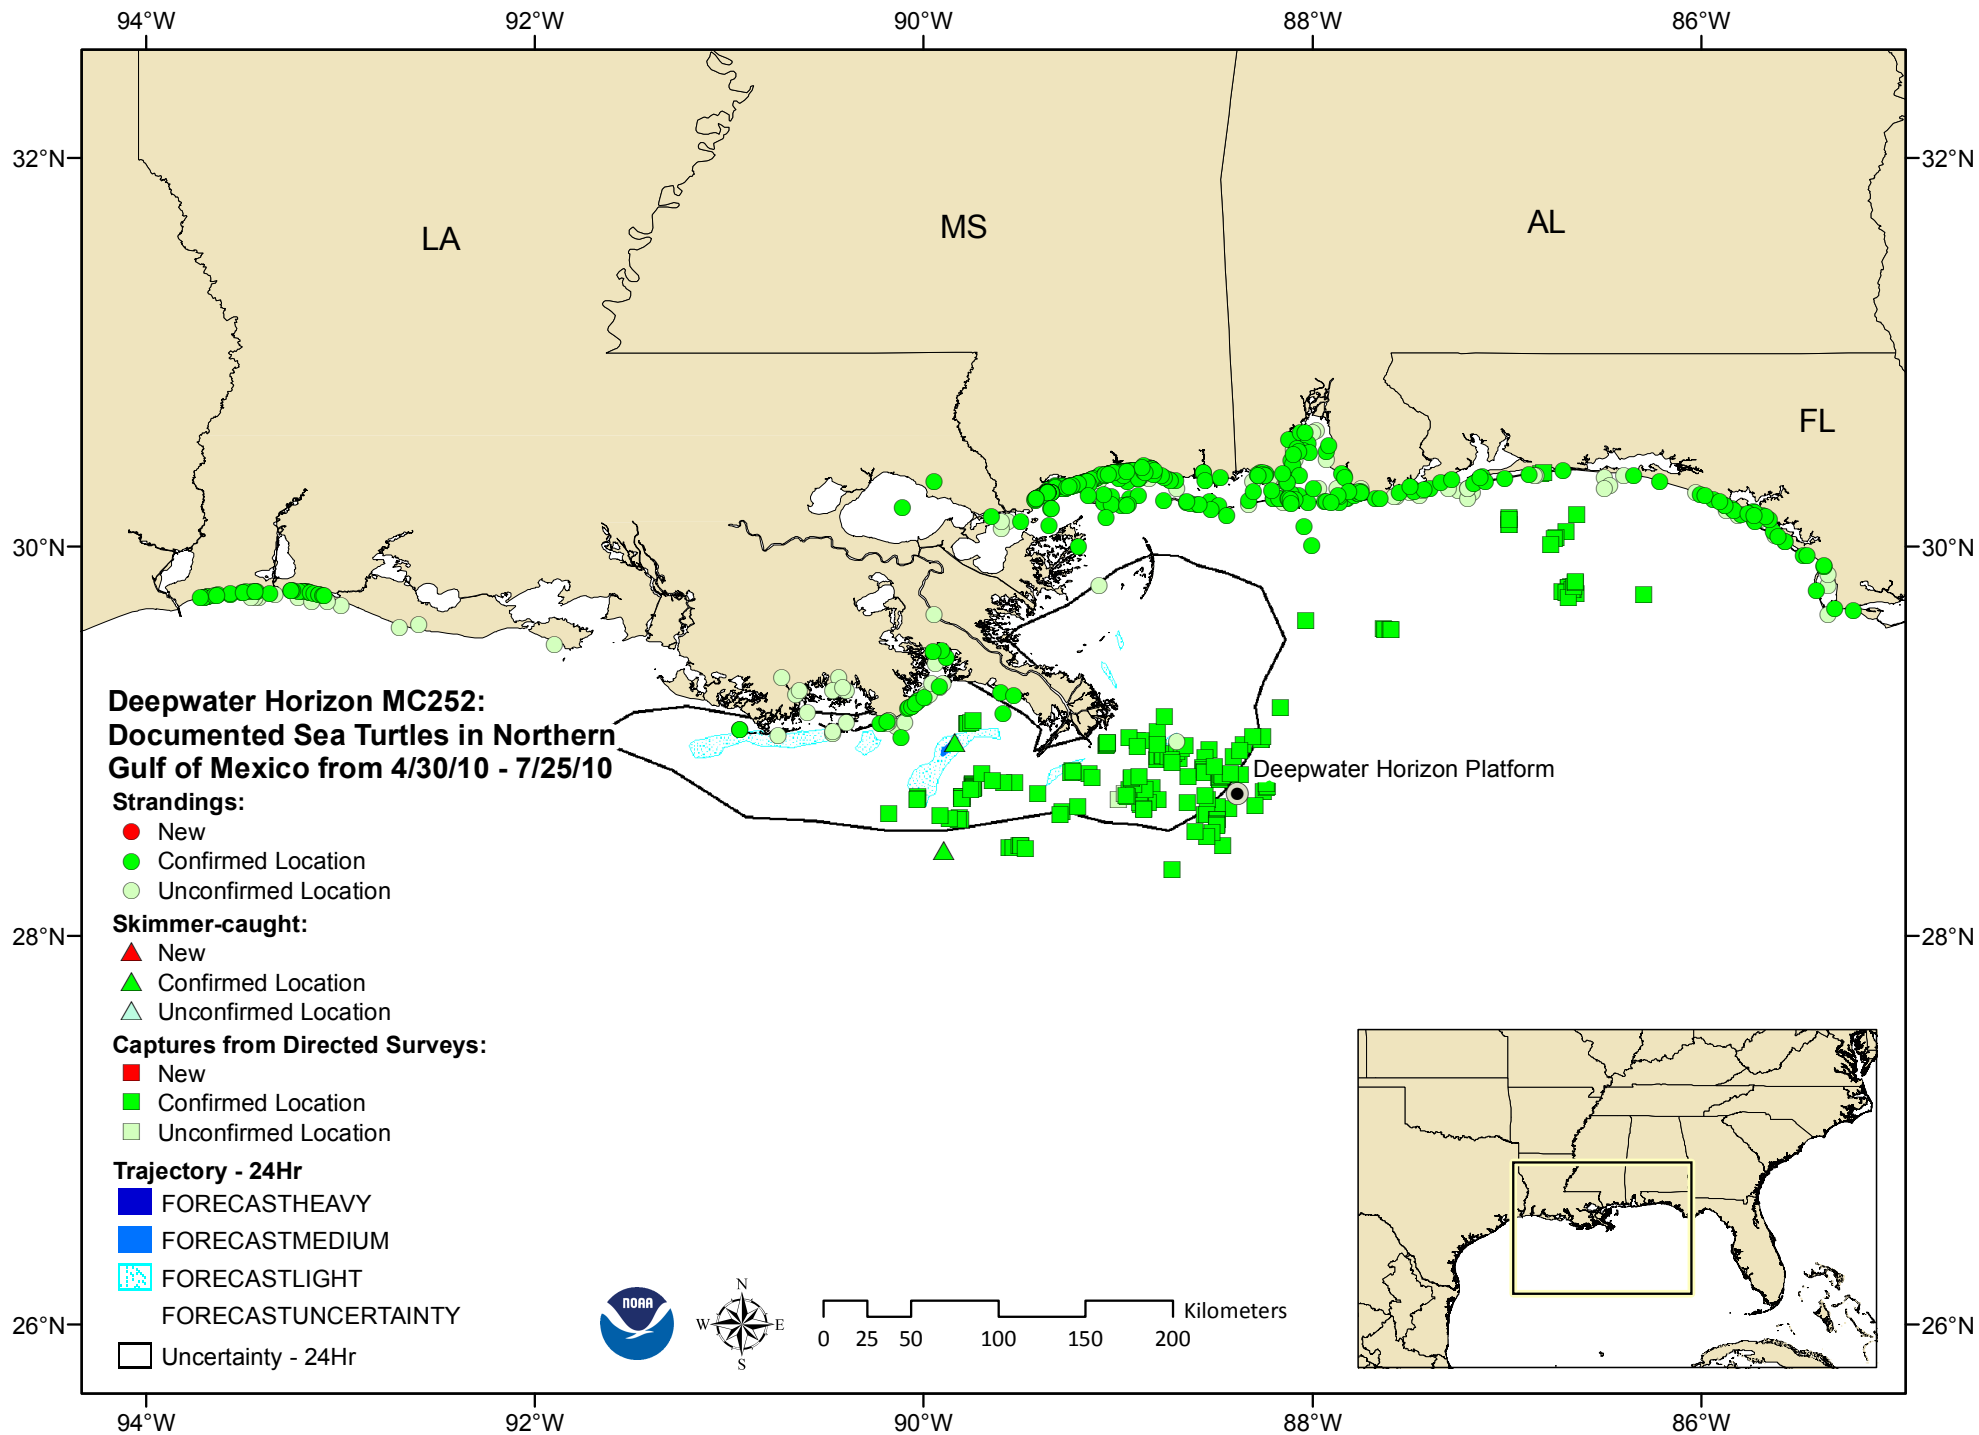 94°W 92°W 90°W 88°W 86°W
32°N 32°N
LA MS AL
FL
30°N 30°N
Deepwater Horizon MC252:
Documented Sea Turtles in Northern
Gulf of Mexico from 4/30/10 - 7/25/10
Deepwater Horizon Platform
Strandings:
New
Confirmed Location
Unconfirmed Location
Skimmer-caught:
28°N 28°N
New
Confirmed Location
Unconfirmed Location
Captures from Directed Surveys:
New
Confirmed Location
Unconfirmed Location
Trajectory - 24Hr
FORECASTHEAVY
FORECASTMEDIUM
FORECASTLIGHT
FORECASTUNCERTAINTY
Uncertainty - 24Hr
NOAA
N
W E
S
Kilometers
0 25 50 100 150 200
26°N 26°N
94°W 92°W 90°W 88°W 86°W